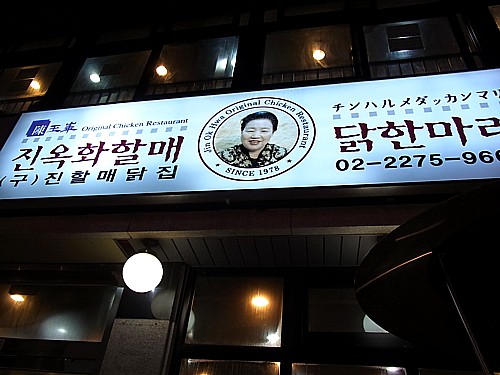 陳玉華 Original Chicken Restaurant
진옥화할매
(구)진할매닭집
Jin Ok Hwa Original Chicken Restaurant
SINCE 1978
チンハルメダッカンマリ
닭한마리
02-2275-966